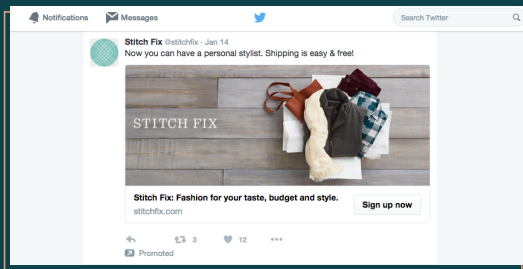 Notifications Messages Search Twitter
Stitch Fix @stitchfix · Jan 14
Now you can have a personal stylist. Shipping is easy & free!
STITCH FIX
Stitch Fix: Fashion for your taste, budget and style.
stitchfix.com
Sign up now
3 12
Promoted